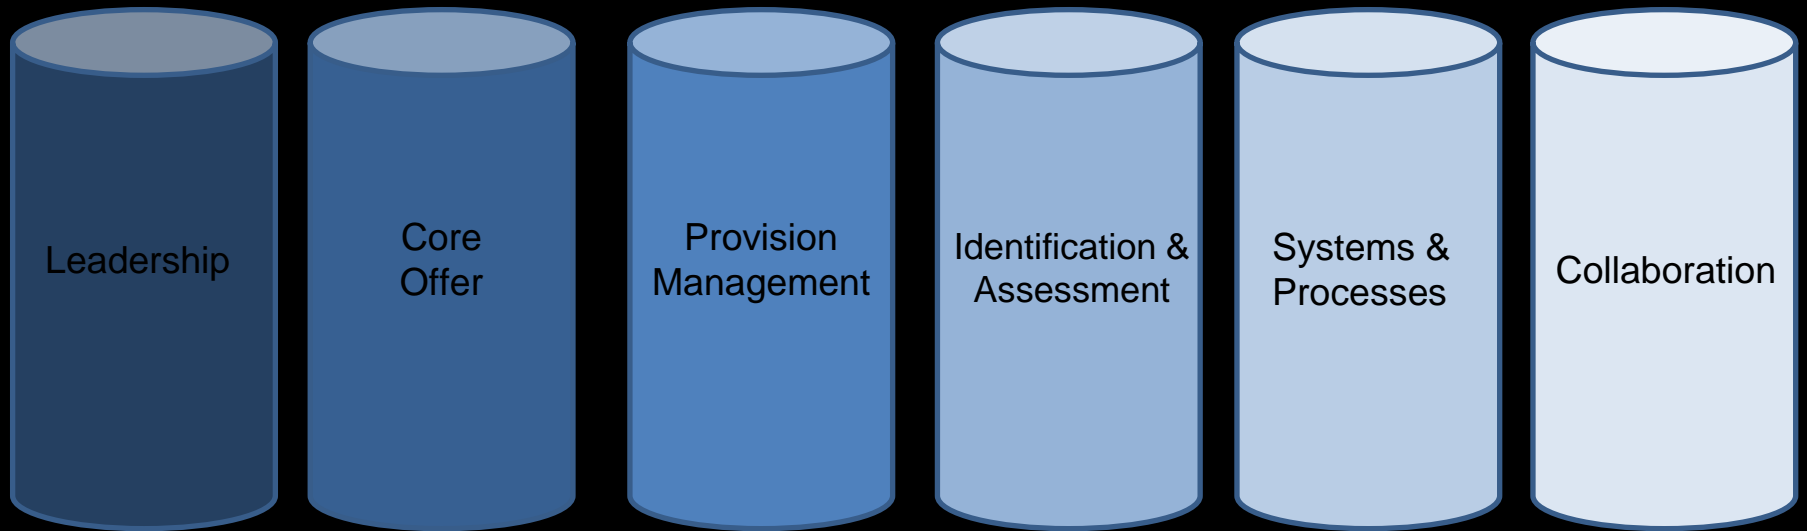 Leadership
Core
Offer
Provision
Management
Identification &
Assessment
Systems &
Processes
Collaboration